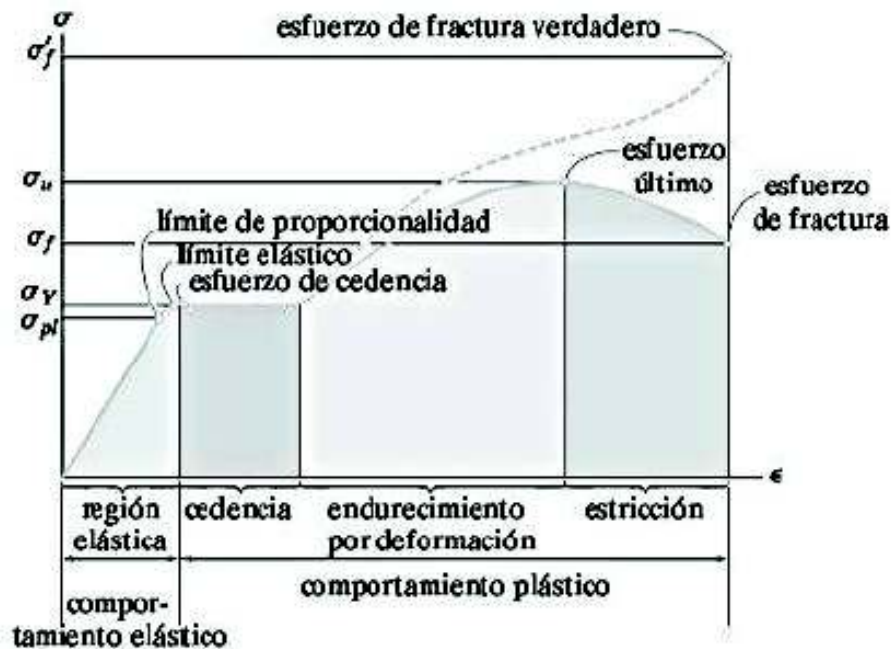 σ
esfuerzo de fractura verdadero
σ'f
σu
esfuerzo
último
esfuerzo
de fractura
límite de proporcionalidad
σf
límite elástico
esfuerzo de cedencia
σY
σpl
ϵ
región
elástica
cedencia
endurecimiento
por deformación
estricción
comportamiento plástico
compor-
tamiento elástico